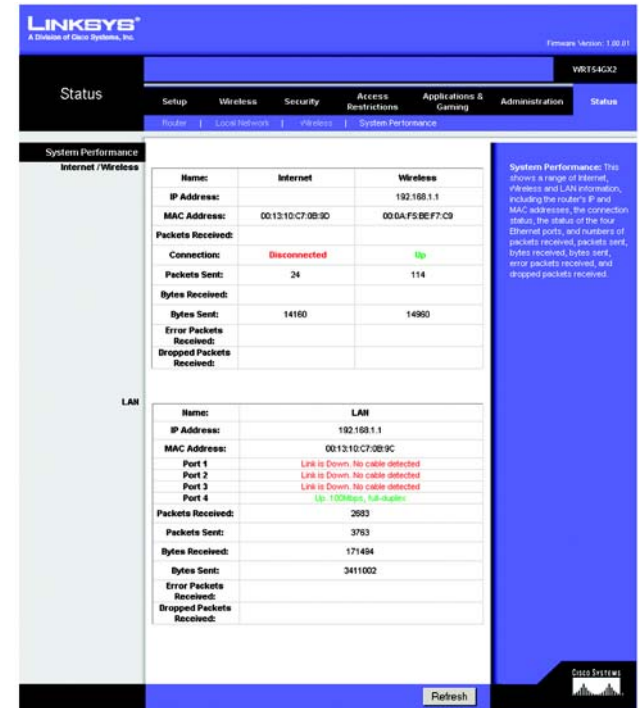 LINKSYS®
A Division of Cisco Systems, Inc.
Firmware Version: 1.00.01
WRT54GX2
Status
Setup Wireless Security Access Restrictions Applications & Gaming Administration Status
Router | Local Network | Wireless | System Performance
System Performance
Internet / Wireless
Name: Internet Wireless
IP Address: 192.168.1.1
MAC Address: 00:13:10:C7:0B:9D 00:0A:F5:BE:F7:C9
Packets Received:
Connection: Disconnected Up
Packets Sent: 24 114
Bytes Received:
Bytes Sent: 14160 14960
Error Packets
Received:
Dropped Packets
Received:
System Performance: This
shows a range of Internet,
Wireless and LAN information,
including the router's IP and
MAC addresses, the connection
status, the status of the four
Ethernet ports, and numbers of
packets received, packets sent,
bytes received, bytes sent,
error packets received, and
dropped packets received.
LAN
Name: LAN
IP Address: 192.168.1.1
MAC Address: 00:13:10:C7:0B:9C
Port 1 Link is Down. No cable detected
Port 2 Link is Down. No cable detected
Port 3 Link is Down. No cable detected
Port 4 Up. 100Mbps, full-duplex
Packets Received: 2683
Packets Sent: 3763
Bytes Received: 171494
Bytes Sent: 3411002
Error Packets
Received:
Dropped Packets
Received:
Refresh
CISCO SYSTEMS